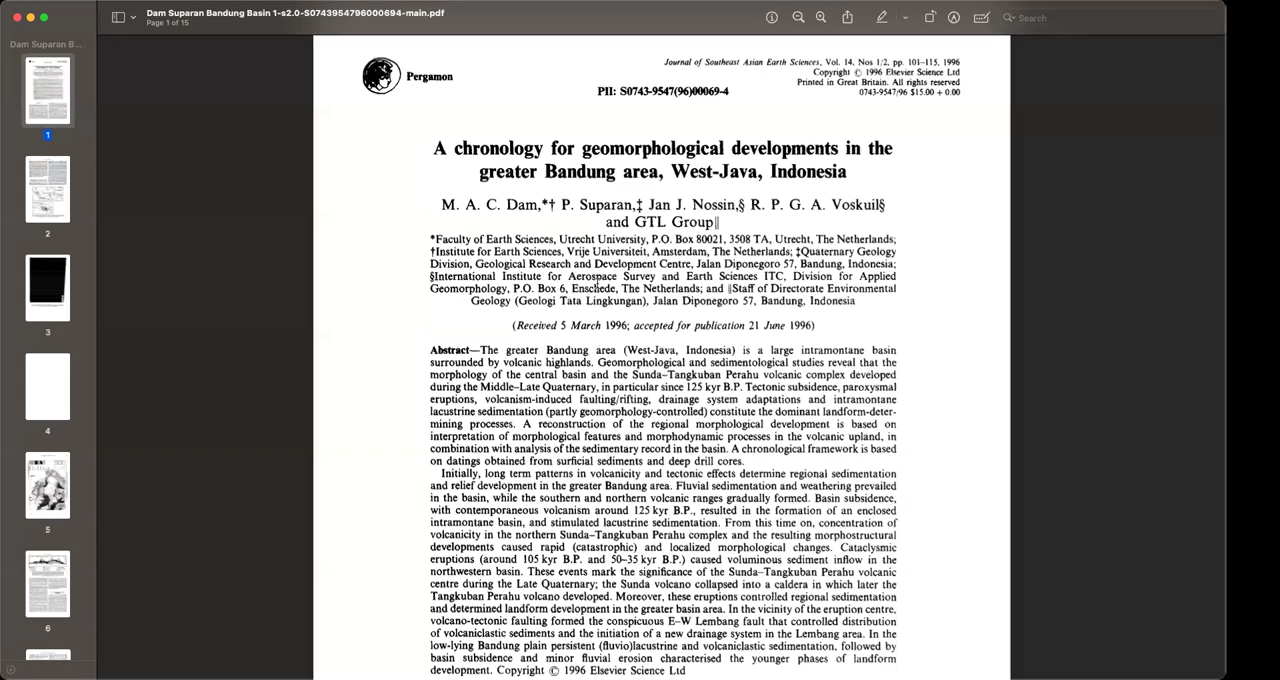 Dam Suparan Bandung Basin 1-s2.0-S0743954796000694-main.pdf
Page 1 of 15
Search
Dam Suparan B...
1
2
3
4
5
6
Pergamon
Journal of Southeast Asian Earth Sciences, Vol. 14, Nos 1/2, pp. 101–115, 1996
Copyright © 1996 Elsevier Science Ltd
Printed in Great Britain. All rights reserved
0743-9547/96 $15.00 + 0.00
PII: S0743-9547(96)00069-4
A chronology for geomorphological developments in the
greater Bandung area, West-Java, Indonesia
M. A. C. Dam,*† P. Suparan,‡ Jan J. Nossin,§ R. P. G. A. Voskuil§
and GTL Group||
*Faculty of Earth Sciences, Utrecht University, P.O. Box 80021, 3508 TA, Utrecht, The Netherlands;
†Institute for Earth Sciences, Vrije Universiteit, Amsterdam, The Netherlands; ‡Quaternary Geology
Division, Geological Research and Development Centre, Jalan Diponegoro 57, Bandung, Indonesia;
§International Institute for Aerospace Survey and Earth Sciences ITC, Division for Applied
Geomorphology, P.O. Box 6, Enschede, The Netherlands; and ||Staff of Directorate Environmental
Geology (Geologi Tata Lingkungan), Jalan Diponegoro 57, Bandung, Indonesia
(Received 5 March 1996; accepted for publication 21 June 1996)
Abstract—The greater Bandung area (West-Java, Indonesia) is a large intramontane basin
surrounded by volcanic highlands. Geomorphological and sedimentological studies reveal that the
morphology of the central basin and the Sunda–Tangkuban Perahu volcanic complex developed
during the Middle–Late Quaternary, in particular since 125 kyr B.P. Tectonic subsidence, paroxysmal
eruptions, volcanism-induced faulting/rifting, drainage system adaptations and intramontane
lacustrine sedimentation (partly geomorphology-controlled) constitute the dominant landform-deter-
mining processes. A reconstruction of the regional morphological development is based on
interpretation of morphological features and morphodynamic processes in the volcanic upland, in
combination with analysis of the sedimentary record in the basin. A chronological framework is based
on datings obtained from surficial sediments and deep drill cores.
Initially, long term patterns in volcanicity and tectonic effects determine regional sedimentation
and relief development in the greater Bandung area. Fluvial sedimentation and weathering prevailed
in the basin, while the southern and northern volcanic ranges gradually formed. Basin subsidence,
with contemporaneous volcanism around 125 kyr B.P., resulted in the formation of an enclosed
intramontane basin, and stimulated lacustrine sedimentation. From this time on, concentration of
volcanicity in the northern Sunda–Tangkuban Perahu complex and the resulting morphostructural
developments caused rapid (catastrophic) and localized morphological changes. Cataclysmic
eruptions (around 105 kyr B.P. and 50–35 kyr B.P.) caused voluminous sediment inflow in the
northwestern basin. These events mark the significance of the Sunda–Tangkuban Perahu volcanic
centre during the Late Quaternary; the Sunda volcano collapsed into a caldera in which later the
Tangkuban Perahu volcano developed. Moreover, these eruptions controlled regional sedimentation
and determined landform development in the greater basin area. In the vicinity of the eruption centre,
volcano-tectonic faulting formed the conspicuous E–W Lembang fault that controlled distribution
of volcaniclastic sediments and the initiation of a new drainage system in the Lembang area. In the
low-lying Bandung plain persistent (fluvio)lacustrine and volcaniclastic sedimentation, followed by
basin subsidence and minor fluvial erosion characterised the younger phases of landform
development. Copyright © 1996 Elsevier Science Ltd